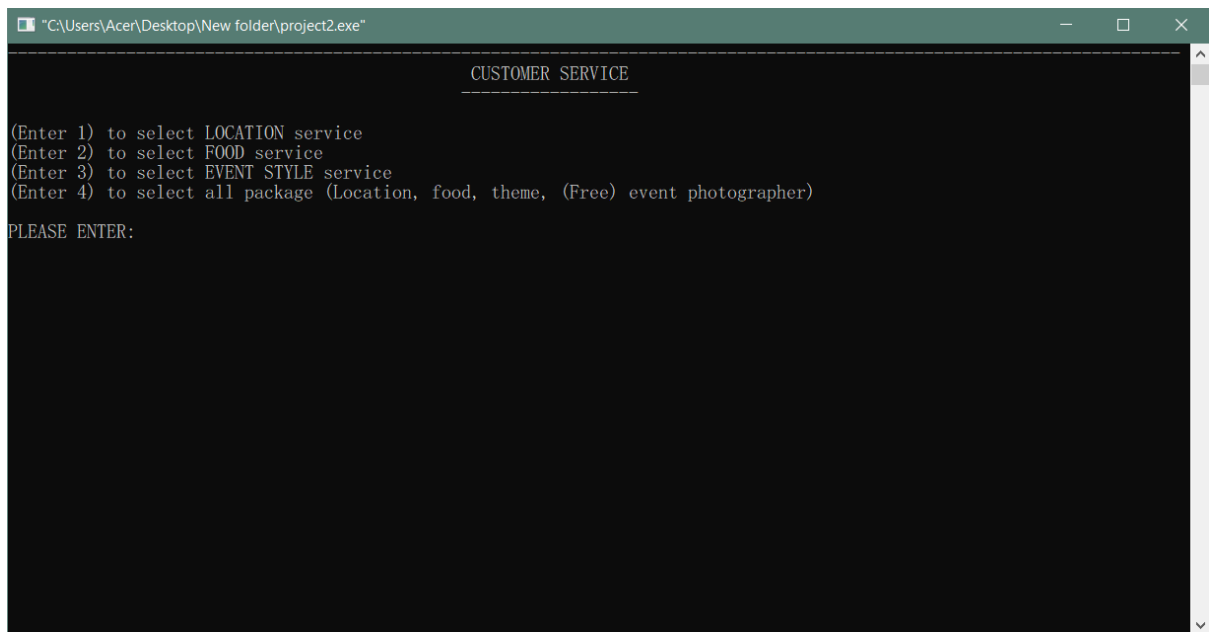 "C:\Users\Acer\Desktop\New folder\project2.exe"
CUSTOMER SERVICE
(Enter 1) to select LOCATION service
(Enter 2) to select FOOD service
(Enter 3) to select EVENT STYLE service
(Enter 4) to select all package (Location, food, theme, (Free) event photographer)
PLEASE ENTER: